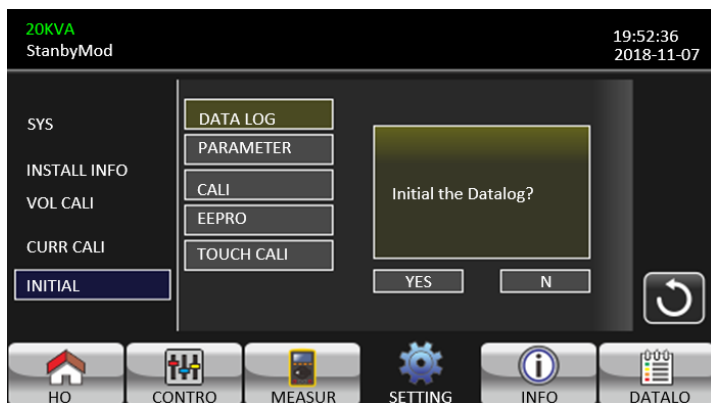 20KVA
StanbyMod
19:52:36
2018-11-07
SYS
INSTALL INFO
VOL CALI
CURR CALI
INITIAL
DATA LOG
PARAMETER
CALI
EEPRO
TOUCH CALI
Initial the Datalog?
YES
N
HO
CONTRO
MEASUR
SETTING
INFO
DATALO